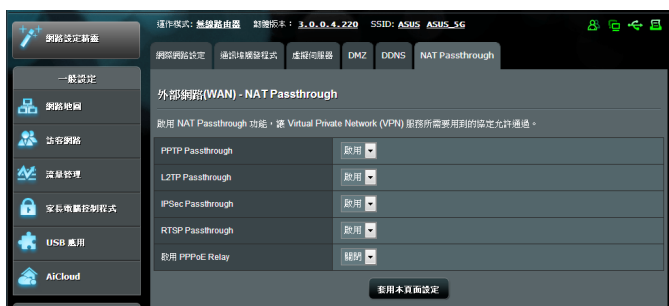 網路設定精靈
運作模式: 無線路由器 韌體版本: 3.0.0.4.220 SSID: ASUS ASUS_5G
網際網路設定 通訊埠觸發程式 虛擬伺服器 DMZ DDNS NAT Passthrough
一般設定
網路地圖
訪客網路
流量管理
家長電腦控制程式
USB 應用
AiCloud
外部網路(WAN) - NAT Passthrough
啟用 NAT Passthrough 功能，讓 Virtual Private Network (VPN) 服務所需要用到的協定允許通過。
PPTP Passthrough 啟用
L2TP Passthrough 啟用
IPSec Passthrough 啟用
RTSP Passthrough 啟用
啟用 PPPoE Relay 關閉
套用本頁面設定